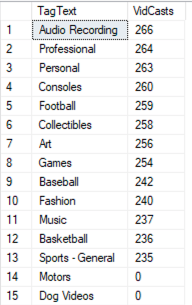 TagText VidCasts
1 Audio Recording 266
2 Professional 264
3 Personal 263
4 Consoles 260
5 Football 259
6 Collectibles 258
7 Art 256
8 Games 254
9 Baseball 242
10 Fashion 240
11 Music 237
12 Basketball 236
13 Sports - General 235
14 Motors 0
15 Dog Videos 0